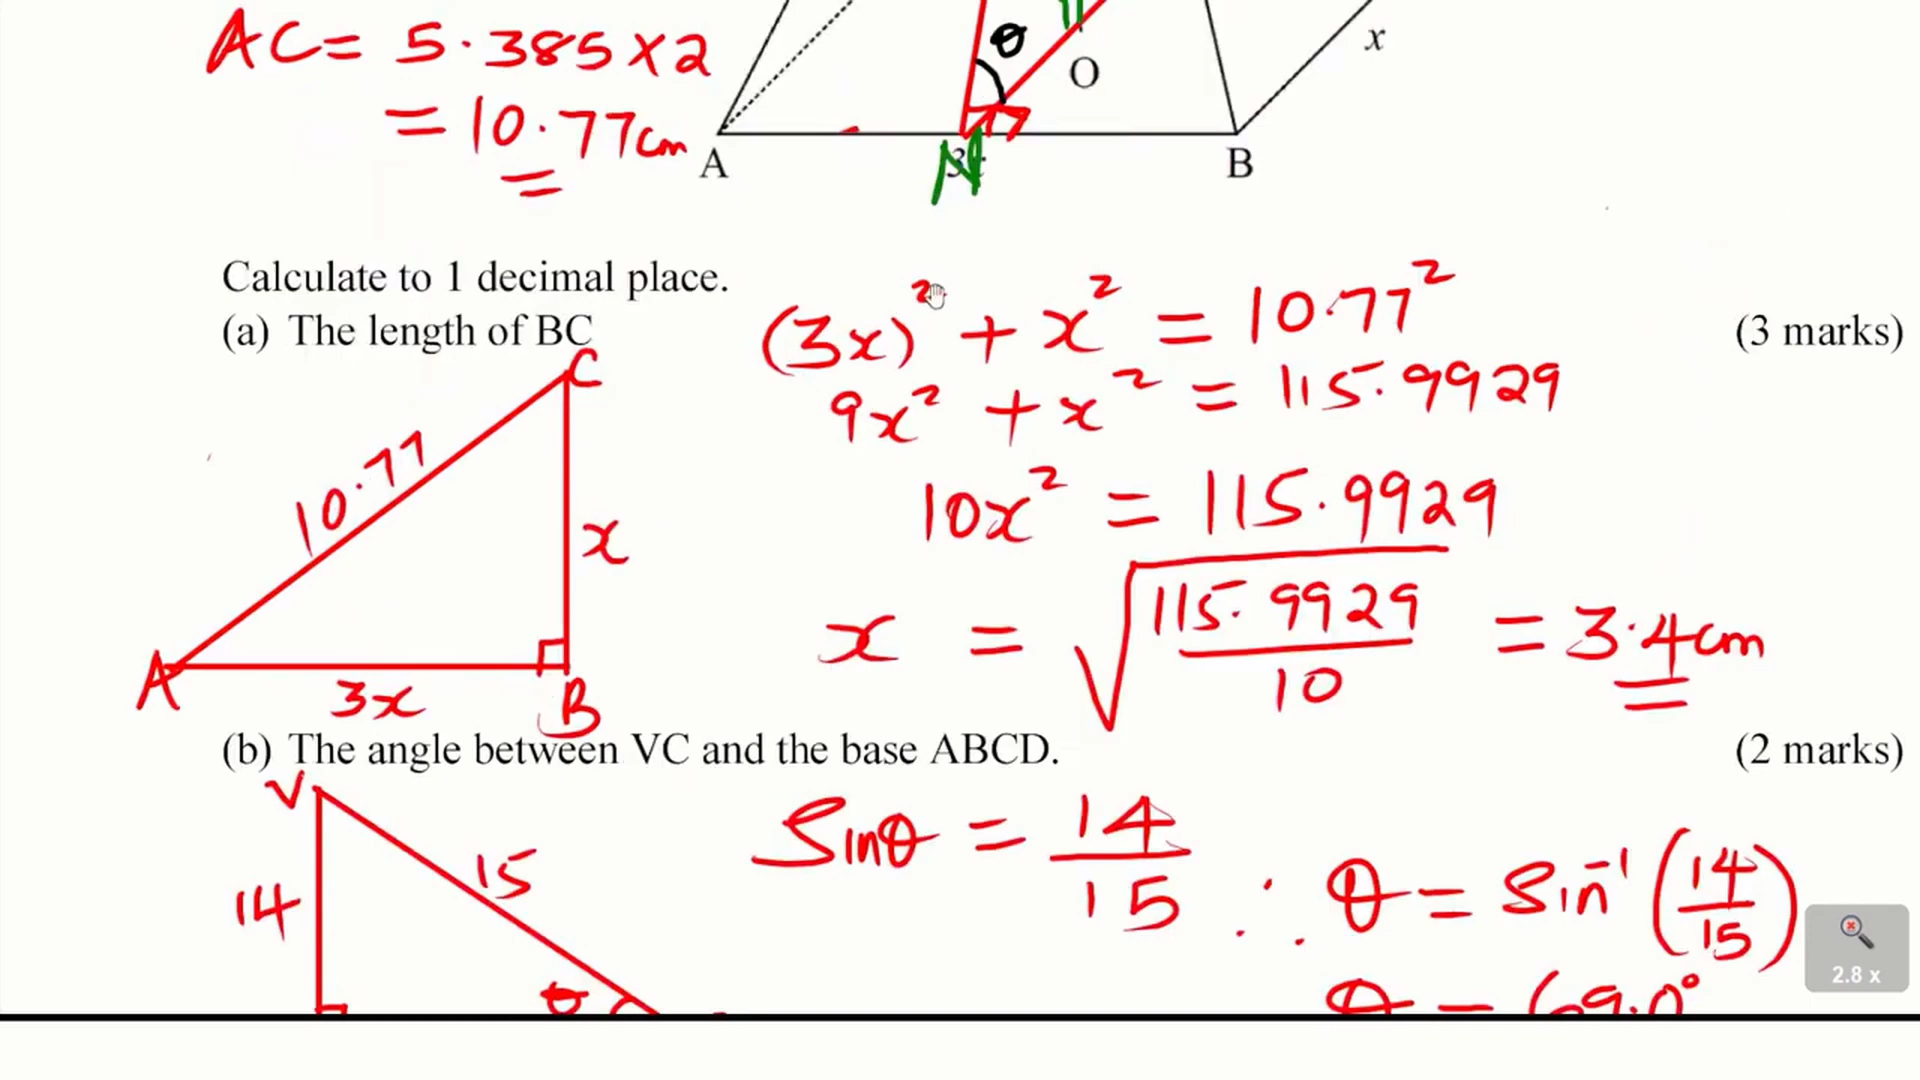 AC = 5.385 x 2
= 10.77cm
θ
O
x
A
N
B
Calculate to 1 decimal place.
(a) The length of BC
(3 marks)
(3x)² + x² = 10.77²
9x² + x² = 115.9929
10x² = 115.9929
x = √115.9929/10 = 3.4cm
C
10.77
x
A
3x
B
(b) The angle between VC and the base ABCD.
(2 marks)
V
15
14
θ
Sinθ = 14/15 ∴ θ = Sin⁻¹(14/15)
θ = 69.0°
2.8 x